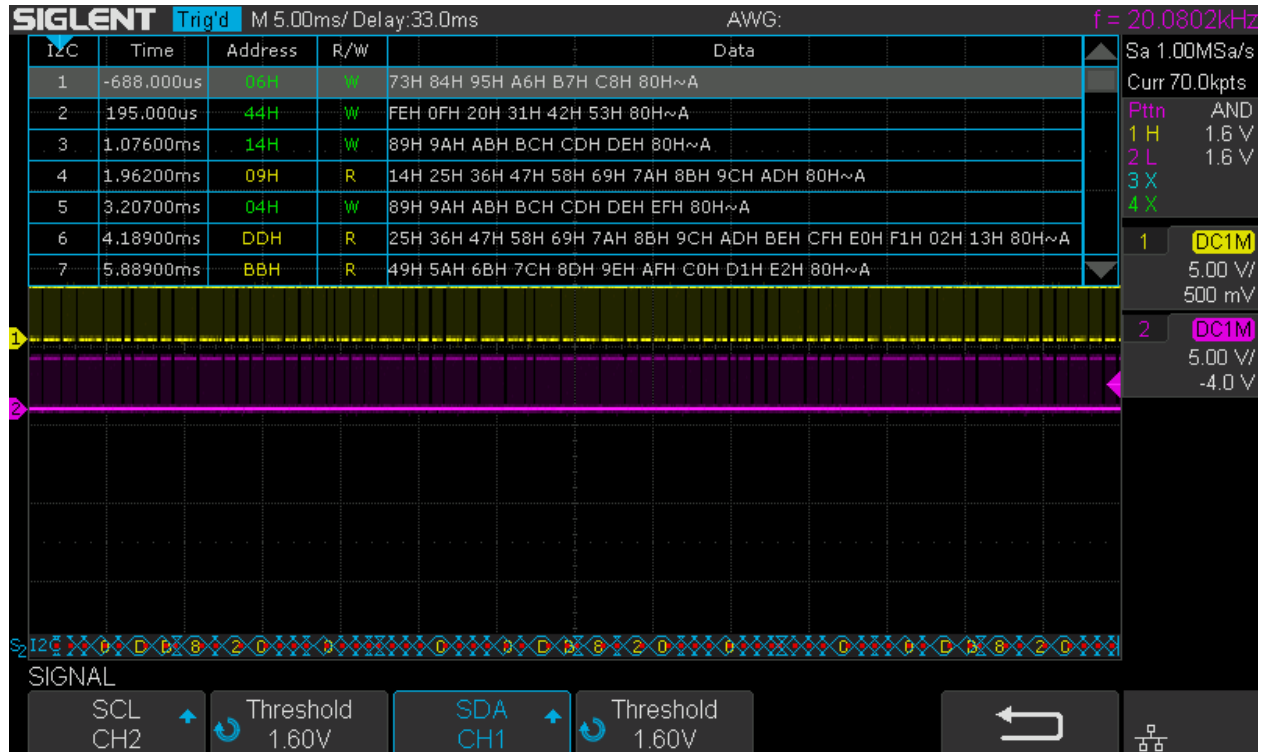 SIGLENT Trig'd M 5.00ms/ Delay:33.0ms AWG: f = 20.0802kHz
I2C Time Address R/W Data
Sa 1.00MSa/s
1 -688.000us 06H W 73H 84H 95H A6H B7H C8H 80H~A
Curr 70.0kpts
2 195.000us 44H W FEH 0FH 20H 31H 42H 53H 80H~A
Pttn AND
1 H 1.6 V
3 1.07600ms 14H W 89H 9AH ABH BCH CDH DEH 80H~A
2 L 1.6 V
4 1.96200ms 09H R 14H 25H 36H 47H 58H 69H 7AH 8BH 9CH ADH 80H~A
3 X
5 3.20700ms 04H W 89H 9AH ABH BCH CDH DEH EFH 80H~A
4 X
6 4.18900ms DDH R 25H 36H 47H 58H 69H 7AH 8BH 9CH ADH BEH CFH E0H F1H 02H 13H 80H~A
1 DC1M
7 5.88900ms BBH R 49H 5AH 6BH 7CH 8DH 9EH AFH C0H D1H E2H 80H~A
5.00 V/
500 mV
1
2 DC1M
5.00 V/
-4.0 V
2
S2 I2C
SIGNAL
SCL
CH2
Threshold
1.60V
SDA
CH1
Threshold
1.60V